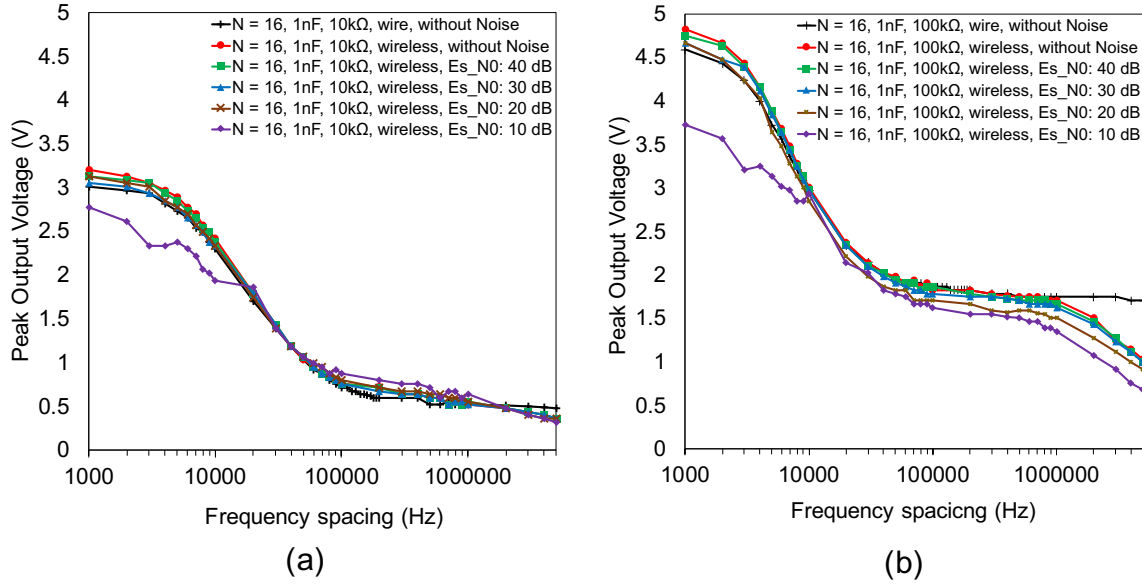 N = 16, 1nF, 10kΩ, wire, without Noise
N = 16, 1nF, 10kΩ, wireless, without Noise
N = 16, 1nF, 10kΩ, wireless, Es_N0: 40 dB
N = 16, 1nF, 10kΩ, wireless, Es_N0: 30 dB
N = 16, 1nF, 10kΩ, wireless, Es_N0: 20 dB
N = 16, 1nF, 10kΩ, wireless, Es_N0: 10 dB
Peak Output Voltage (V)
5
4.5
4
3.5
3
2.5
2
1.5
1
0.5
0
1000
10000
100000
1000000
Frequency spacing (Hz)
(a)
N = 16, 1nF, 100kΩ, wire, without Noise
N = 16, 1nF, 100kΩ, wireless, without Noise
N = 16, 1nF, 100kΩ, wireless, Es_N0: 40 dB
N = 16, 1nF, 100kΩ, wireless, Es_N0: 30 dB
N = 16, 1nF, 100kΩ, wireless, Es_N0: 20 dB
N = 16, 1nF, 100kΩ, wireless, Es_N0: 10 dB
Peak Output Voltage (V)
5
4.5
4
3.5
3
2.5
2
1.5
1
0.5
0
1000
10000
100000
1000000
Frequency spacicng (Hz)
(b)